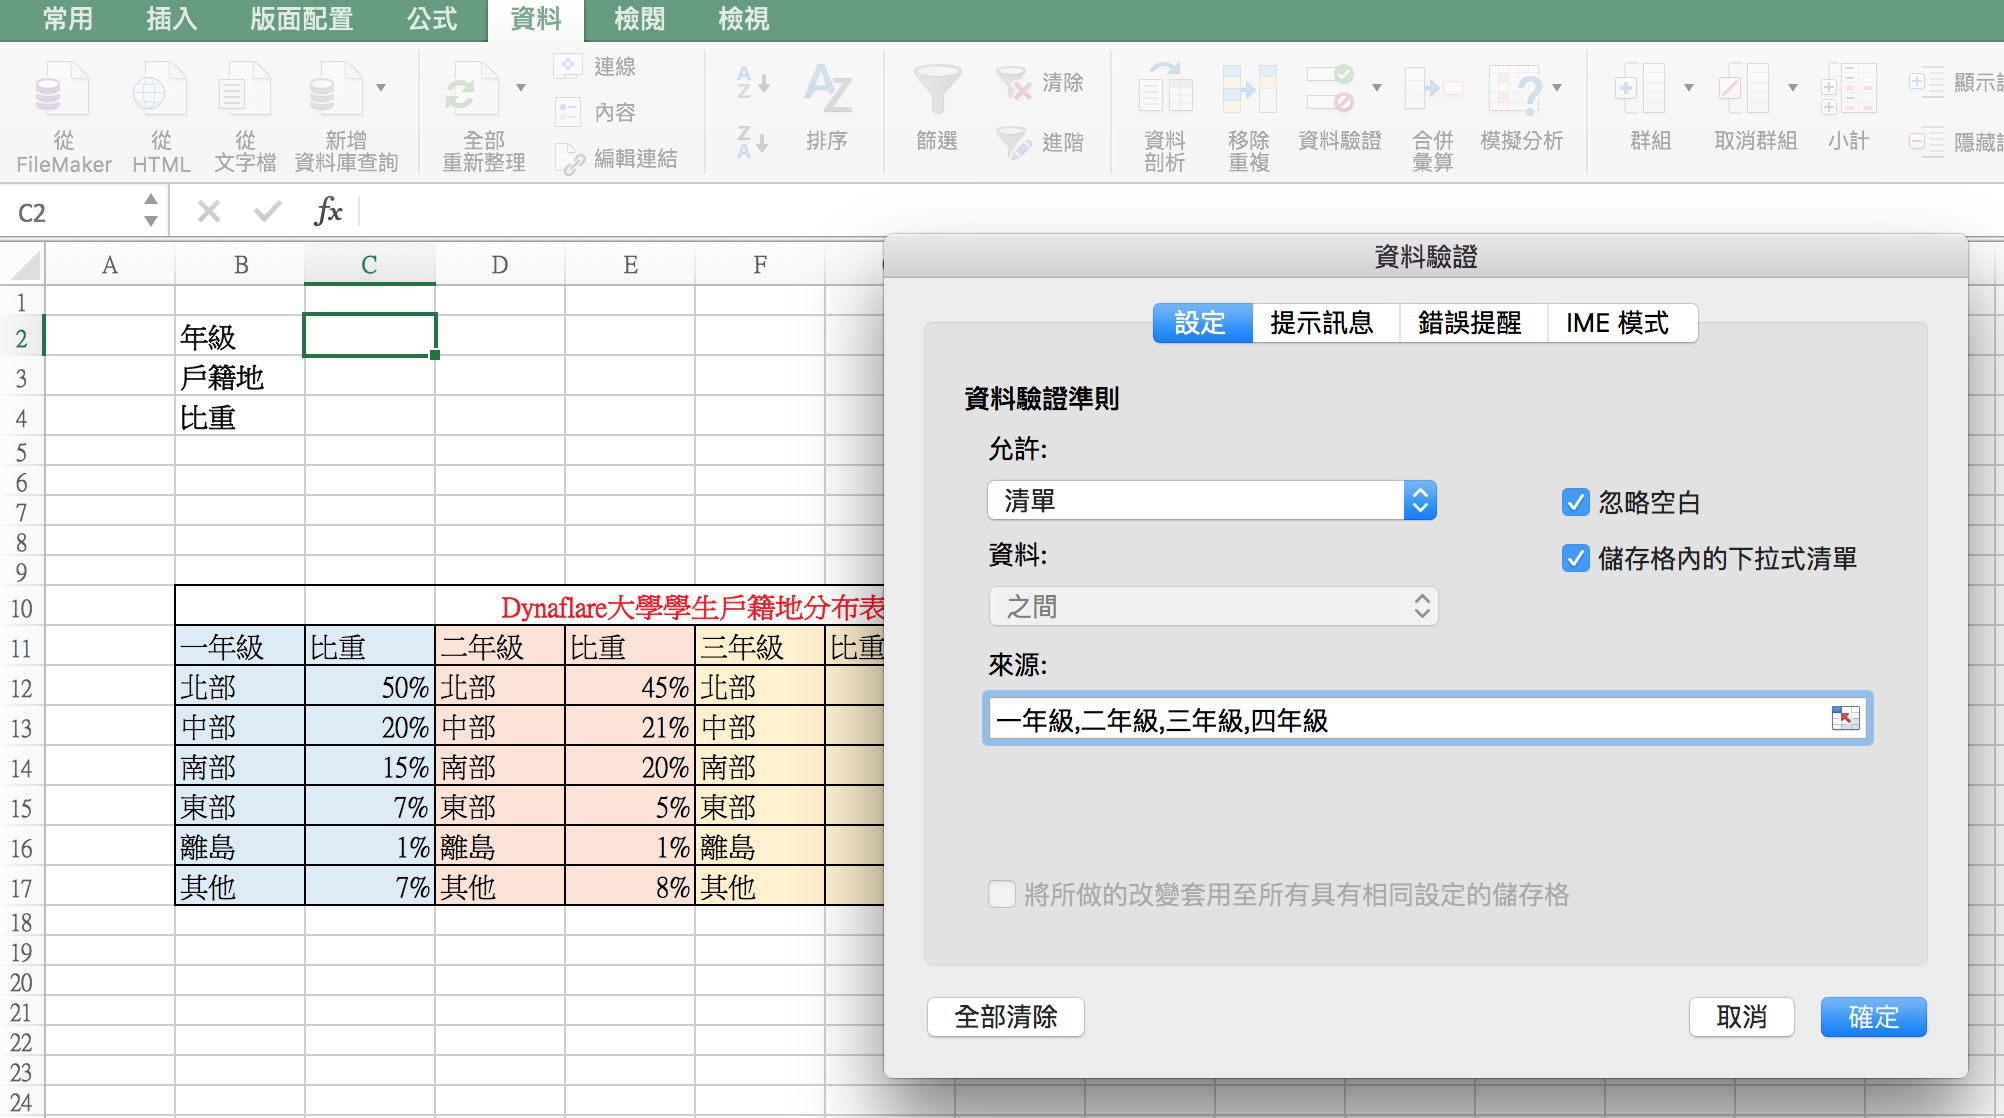 常用 插入 版面配置 公式 資料 檢閱 檢視
連線
內容
編輯連結
清除
進階
從 FileMaker
從 HTML
從 文字檔
新增 資料庫查詢
全部 重新整理
排序
篩選
資料 剖析
移除 重複
資料驗證
合併 彙算
模擬分析
群組
取消群組
小計
顯示
隱藏
C2 fx
A B C D E F
1
2 年級
3 戶籍地
4 比重
5
6
7
8
9
10 Dynaflare大學學生戶籍地分布表
11 一年級 比重 二年級 比重 三年級 比重
12 北部 50% 北部 45% 北部
13 中部 20% 中部 21% 中部
14 南部 15% 南部 20% 南部
15 東部 7% 東部 5% 東部
16 離島 1% 離島 1% 離島
17 其他 7% 其他 8% 其他
18
19
20
21
22
23
24
資料驗證
設定 提示訊息 錯誤提醒 IME 模式
資料驗證準則
允許:
清單 忽略空白
資料: 儲存格內的下拉式清單
之間
來源:
一年級,二年級,三年級,四年級
將所做的改變套用至所有具有相同設定的儲存格
全部清除 取消 確定